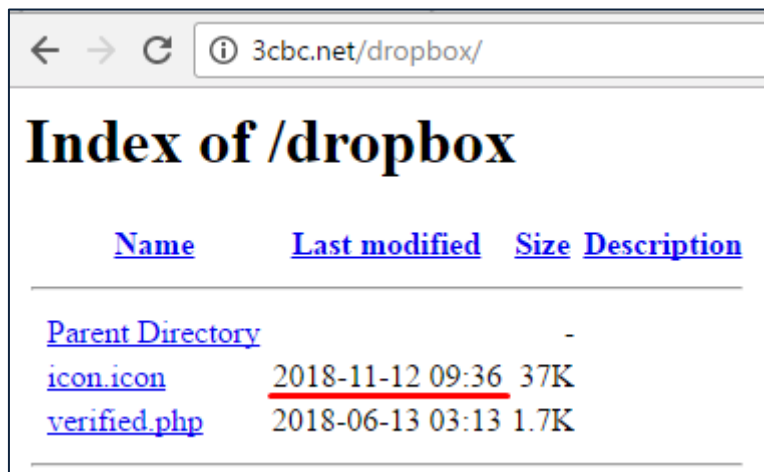 3cbc.net/dropbox/
Index of /dropbox
Name Last modified Size Description
Parent Directory -
icon.icon 2018-11-12 09:36 37K
verified.php 2018-06-13 03:13 1.7K